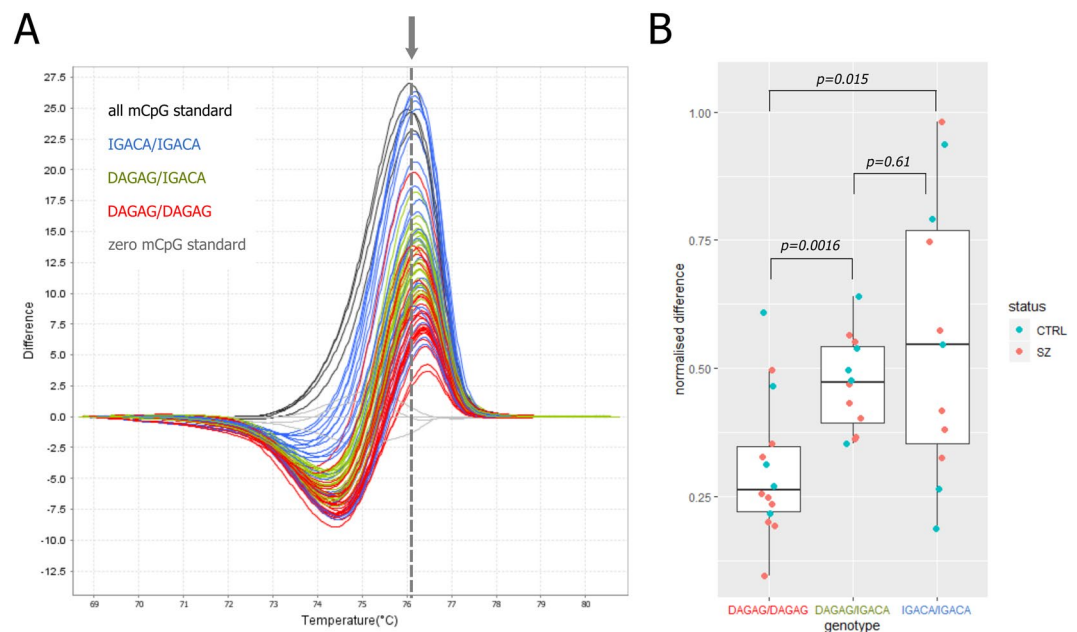 A
27.5
25.0
22.5
20.0
17.5
15.0
12.5
10.0
7.5
5.0
2.5
0.0
-2.5
-5.0
-7.5
-10.0
-12.5
Difference
all mCpG standard
IGACA/IGACA
DAGAG/IGACA
DAGAG/DAGAG
zero mCpG standard
69 70 71 72 73 74 75 76 77 78 79 80
Temperature(°C)
B
p=0.015
p=0.61
p=0.0016
1.00
0.75
0.50
0.25
normalised difference
DAGAG/DAGAG DAGAG/IGACA IGACA/IGACA
genotype
status
CTRL
SZ